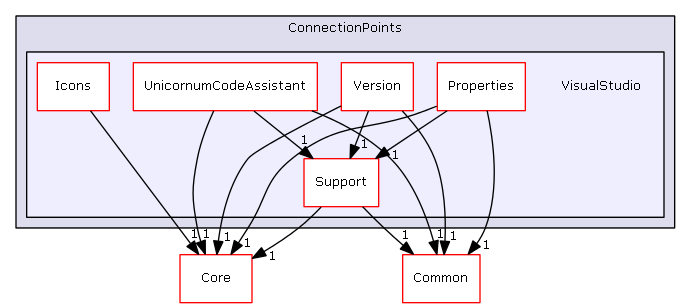 ConnectionPoints
Icons
UnicornumCodeAssistant
Version
Properties
VisualStudio
1
1
1
Support
1
1
1
1
1
1
1
1
1
1
Core
Common